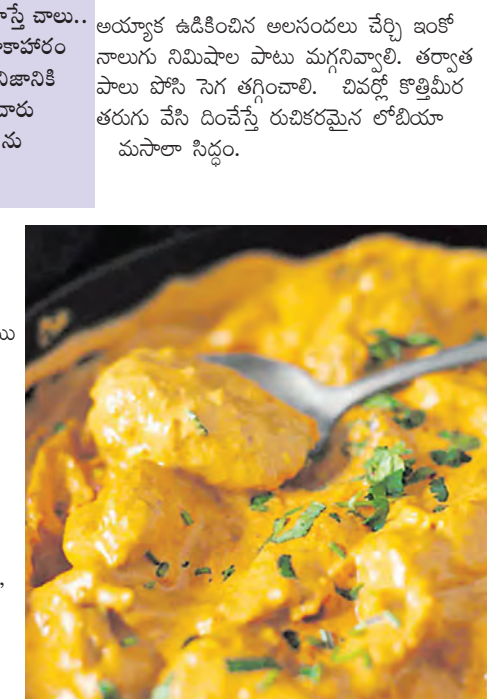 స్తే చాలు..
కాహారం
నిజానికి
చారు
ను
అయ్యాక ఉడికించిన అలసందలు చేర్చి ఇంకో
నాలుగు నిమిషాల పాటు మగ్గనివ్వాలి. తర్వాత
పాలు పోసి సెగ తగ్గించాలి. చివర్లో కొత్తిమీర
తరుగు వేసి దించేస్తే రుచికరమైన లోబియా
మసాలా సిద్ధం.